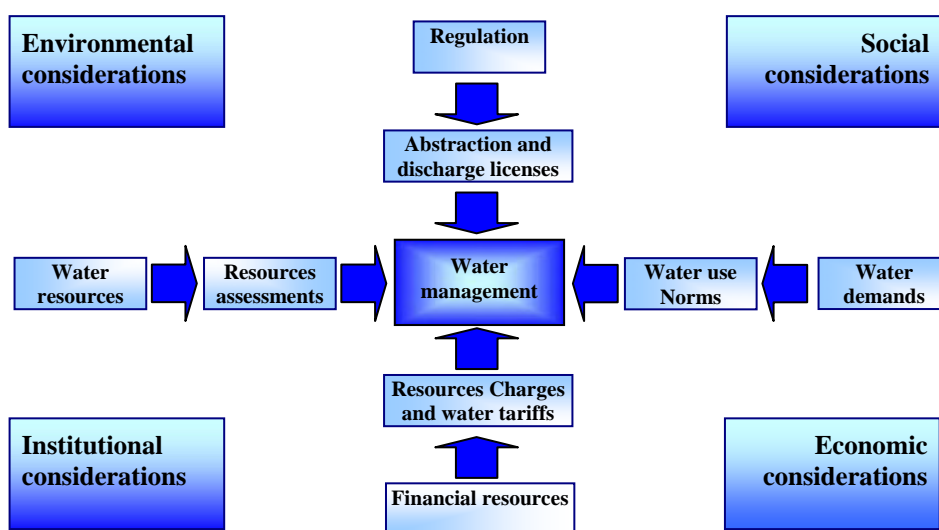 Environmental
considerations
Regulation
Social
considerations
Abstraction and
discharge licenses
Water
resources
Resources
assessments
Water
management
Water use
Norms
Water
demands
Resources Charges
and water tariffs
Institutional
considerations
Financial resources
Economic
considerations